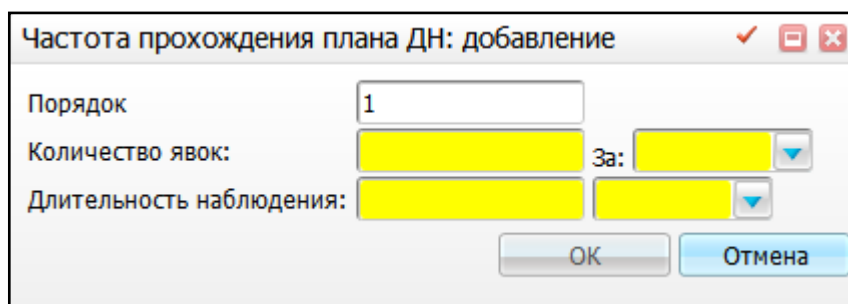 Частота прохождения плана ДН: добавление
Порядок 1
Количество явок: За:
Длительность наблюдения:
ОК Отмена